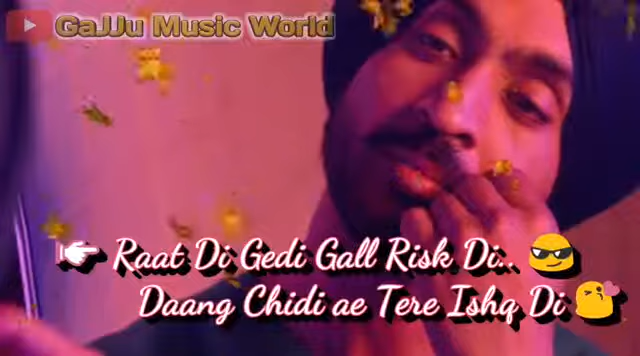 GaJJu Music World
Raat Di Gedi Gall Risk Di..
Daang Chidi ae Tere Ishq Di